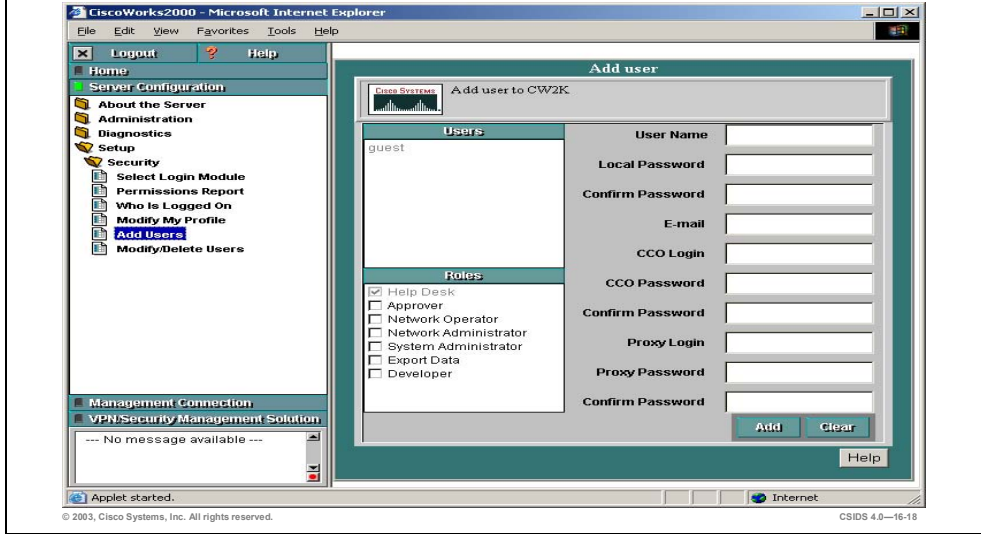 CiscoWorks2000 - Microsoft Internet Explorer
File Edit View Favorites Tools Help
Logout ? Help
Home
Server Configuration
About the Server
Administration
Diagnostics
Setup
Security
Select Login Module
Permissions Report
Who Is Logged On
Modify My Profile
Add Users
Modify/Delete Users
Management Connection
VPN/Security Management Solution
--- No message available ---
Add user
CISCO SYSTEMS
Add user to CW2K
Users
guest
Roles
Help Desk
Approver
Network Operator
Network Administrator
System Administrator
Export Data
Developer
User Name
Local Password
Confirm Password
E-mail
CCO Login
CCO Password
Confirm Password
Proxy Login
Proxy Password
Confirm Password
Add Clear
Help
Applet started.
Internet
© 2003, Cisco Systems, Inc. All rights reserved.
CSIDS 4.0—16-18